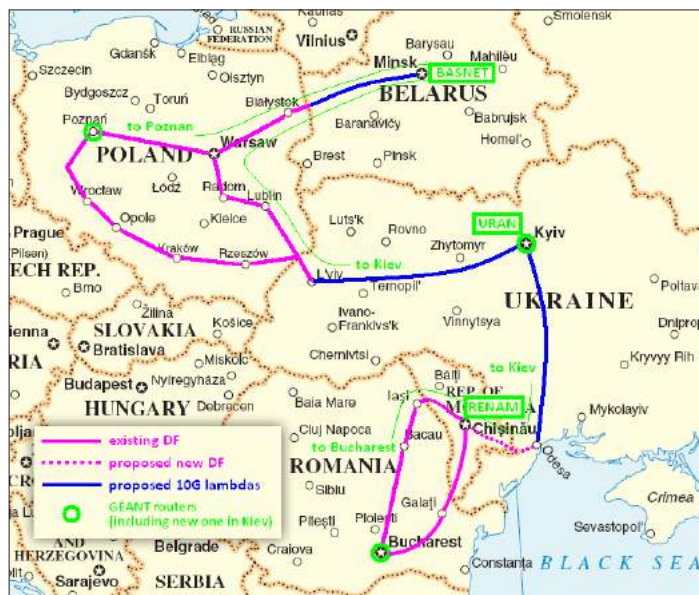 Kaunas
Smolensk
RUSSIAN
FEDERATION
Vilnius
Gdańsk
Elbląg
Barysau
Minsk
BASNET
Mahilëu
Szczecin
Olsztyn
BELARUS
Bydgoszcz
Toruń
Białystok
Baranavičy
Babrujsk
Poznań
to Poznan
Homel'
POLAND
Warsaw
Brest
Pinsk
Łódź
Radom
Lublin
Wrocław
Kielce
Luts'k
Rovno
URAN
Kyiv
Opole
Prague
Zhytomyr
(Pilsen)
Kraków
Rzeszów
to Kiev
ECH REP.
L'viv
Brno
Ternopil'
UKRAINE
Poltava
Žilina
Ivano-
Frankivs'k
Vinnytsya
Dnipro
SLOVAKIA
Košice
Bratislava
Chernivtsi
Kryvyy Rih
Miskolc
Bălţi
to Kiev
Budapest
Nyíregyháza
Debrecen
Baia Mare
Iaşi
REP. OF
RENAM
HUNGARY
Mykolayiv
Cluj Napoca
Chişinău
to Bucharest
Bacau
Odesa
existing DF
proposed new DF
proposed 10G lambdas
GÉANT routers
(including new one in Kiev)
ROMANIA
Sibiu
Galaţi
Crimea
Piteşti
Ploieşti
Sevastopol'
AND
HERZEGOVINA
Belgrade
Craiova
Bucharest
Constanţa
BLACK SEA
Sarajevo
SERBIA